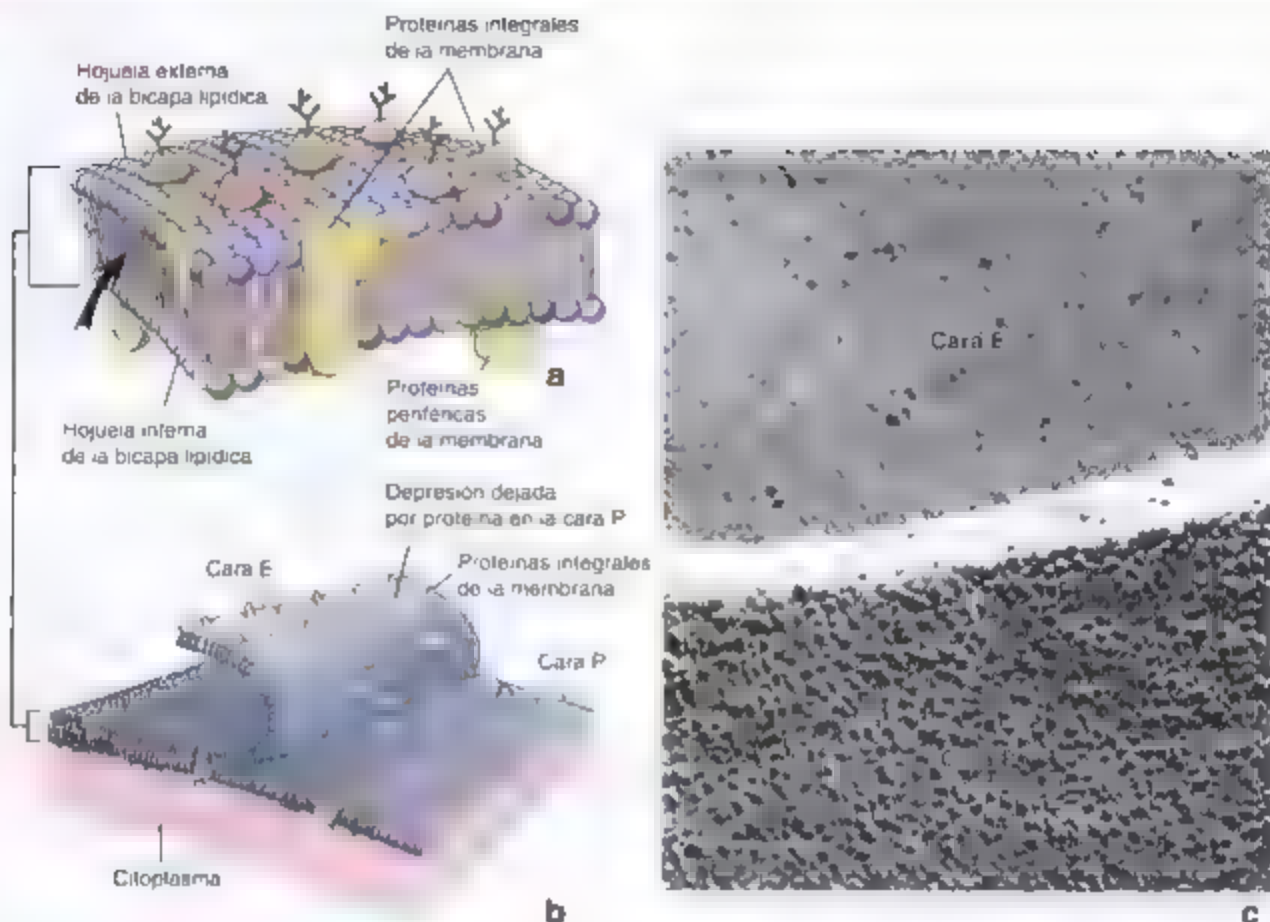 Proteínas integrales
de la membrana
Hojuela externa
de la bicapa lipídica
Cara E
a
Proteínas
periféricas
de la membrana
Hojuela interna
de la bicapa lipídica
Depresión dejada
por proteína en la cara P
Cara E
Proteínas integrales
de la membrana
Cara P
Citoplasma
b
c